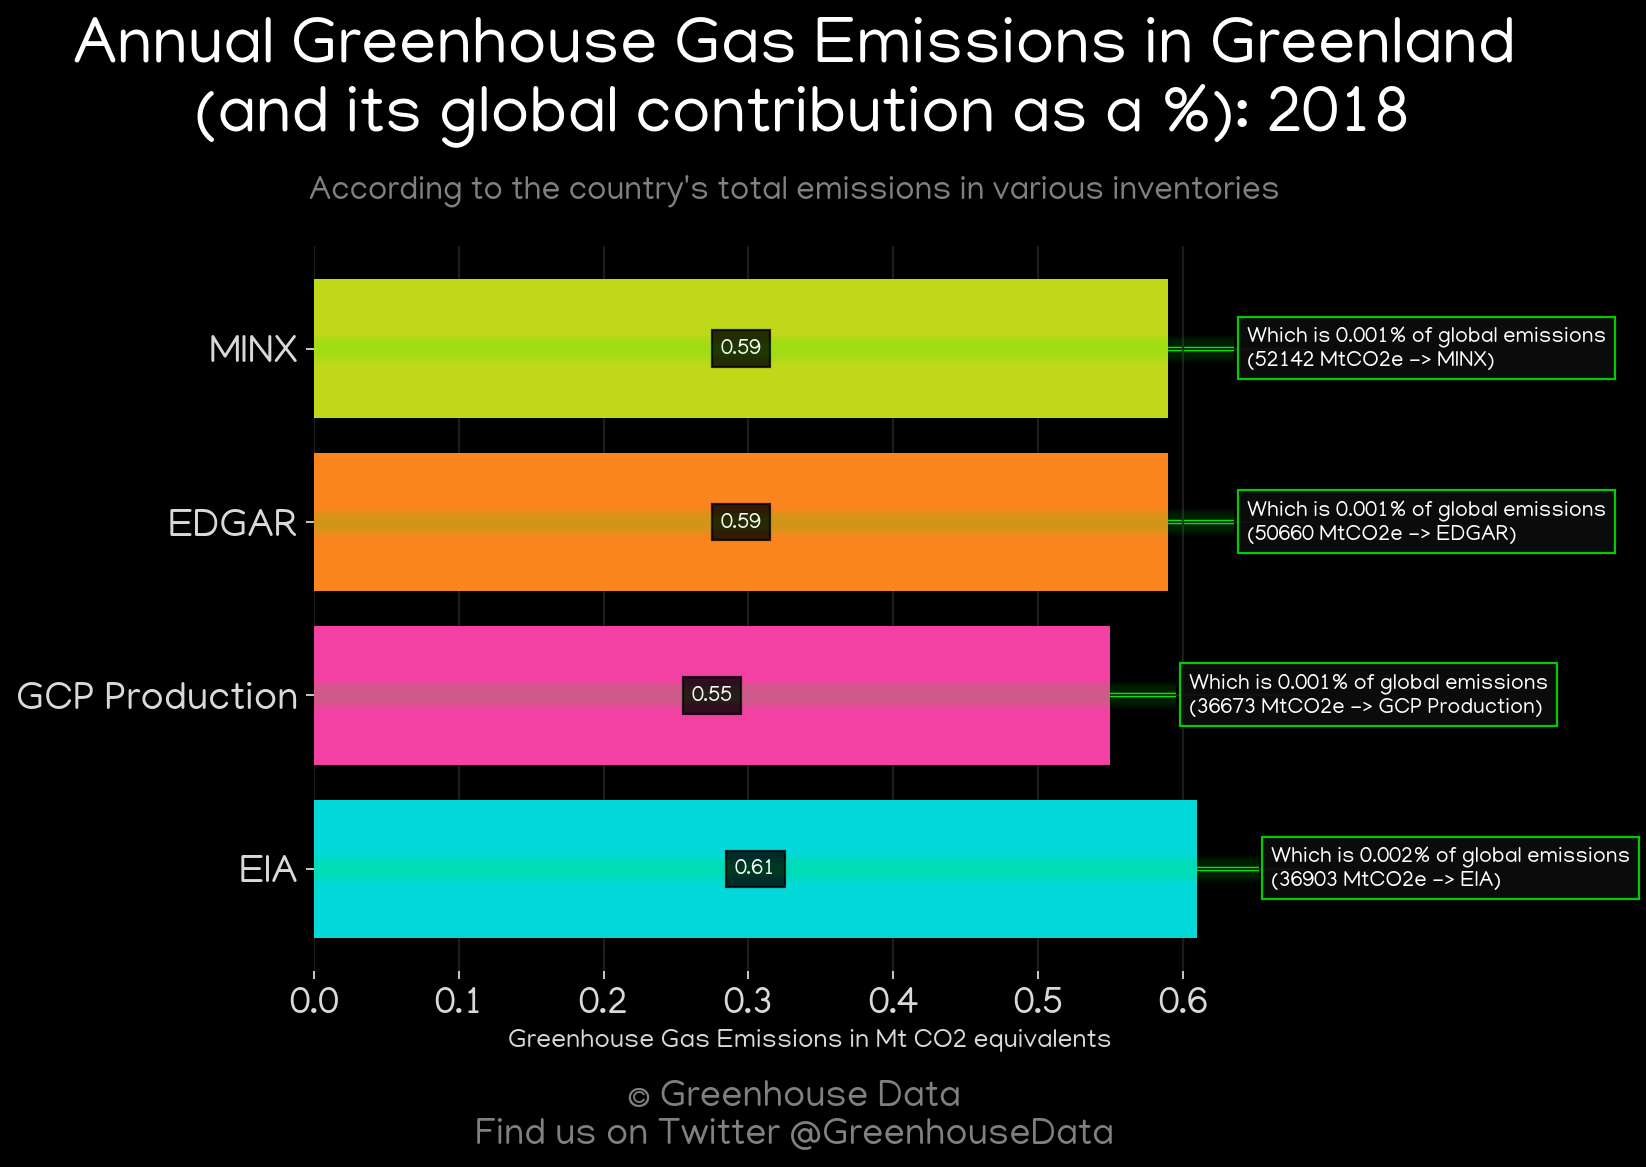 Annual Greenhouse Gas Emissions in Greenland
(and its global contribution as a %): 2018
According to the country's total emissions in various inventories
MINX
0.59
Which is 0.001% of global emissions
(52142 MtCO2e -> MINX)
EDGAR
0.59
Which is 0.001% of global emissions
(50660 MtCO2e -> EDGAR)
GCP Production
0.55
Which is 0.001% of global emissions
(36673 MtCO2e -> GCP Production)
EIA
0.61
Which is 0.002% of global emissions
(36903 MtCO2e -> EIA)
0.0 0.1 0.2 0.3 0.4 0.5 0.6
Greenhouse Gas Emissions in Mt CO2 equivalents
© Greenhouse Data
Find us on Twitter @GreenhouseData